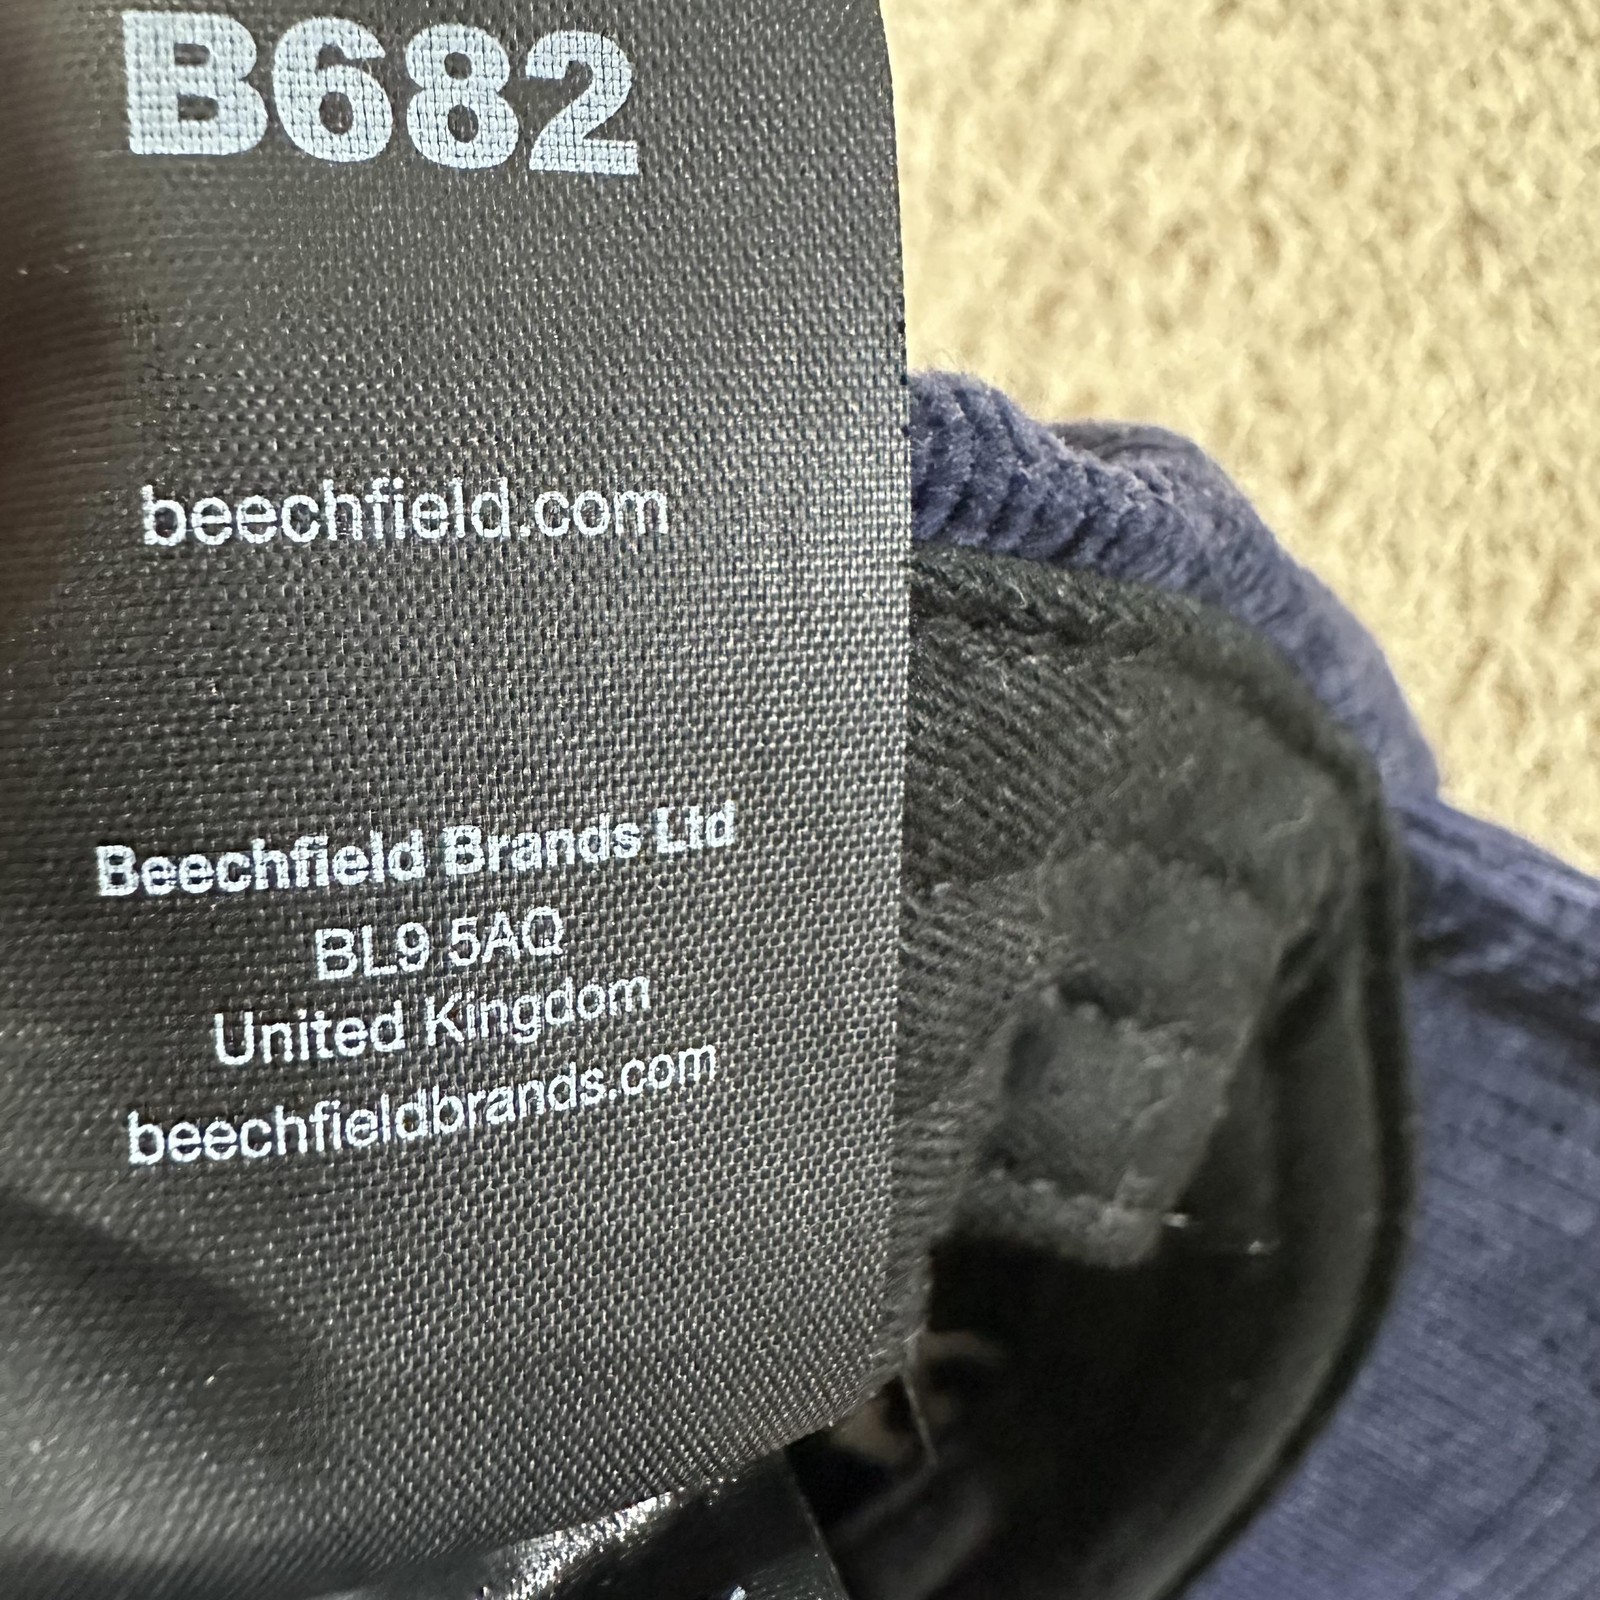 B682
beechfield.com
Beechfield Brands Ltd
BL9 5AQ
United Kingdom
beechfieldbrands.com